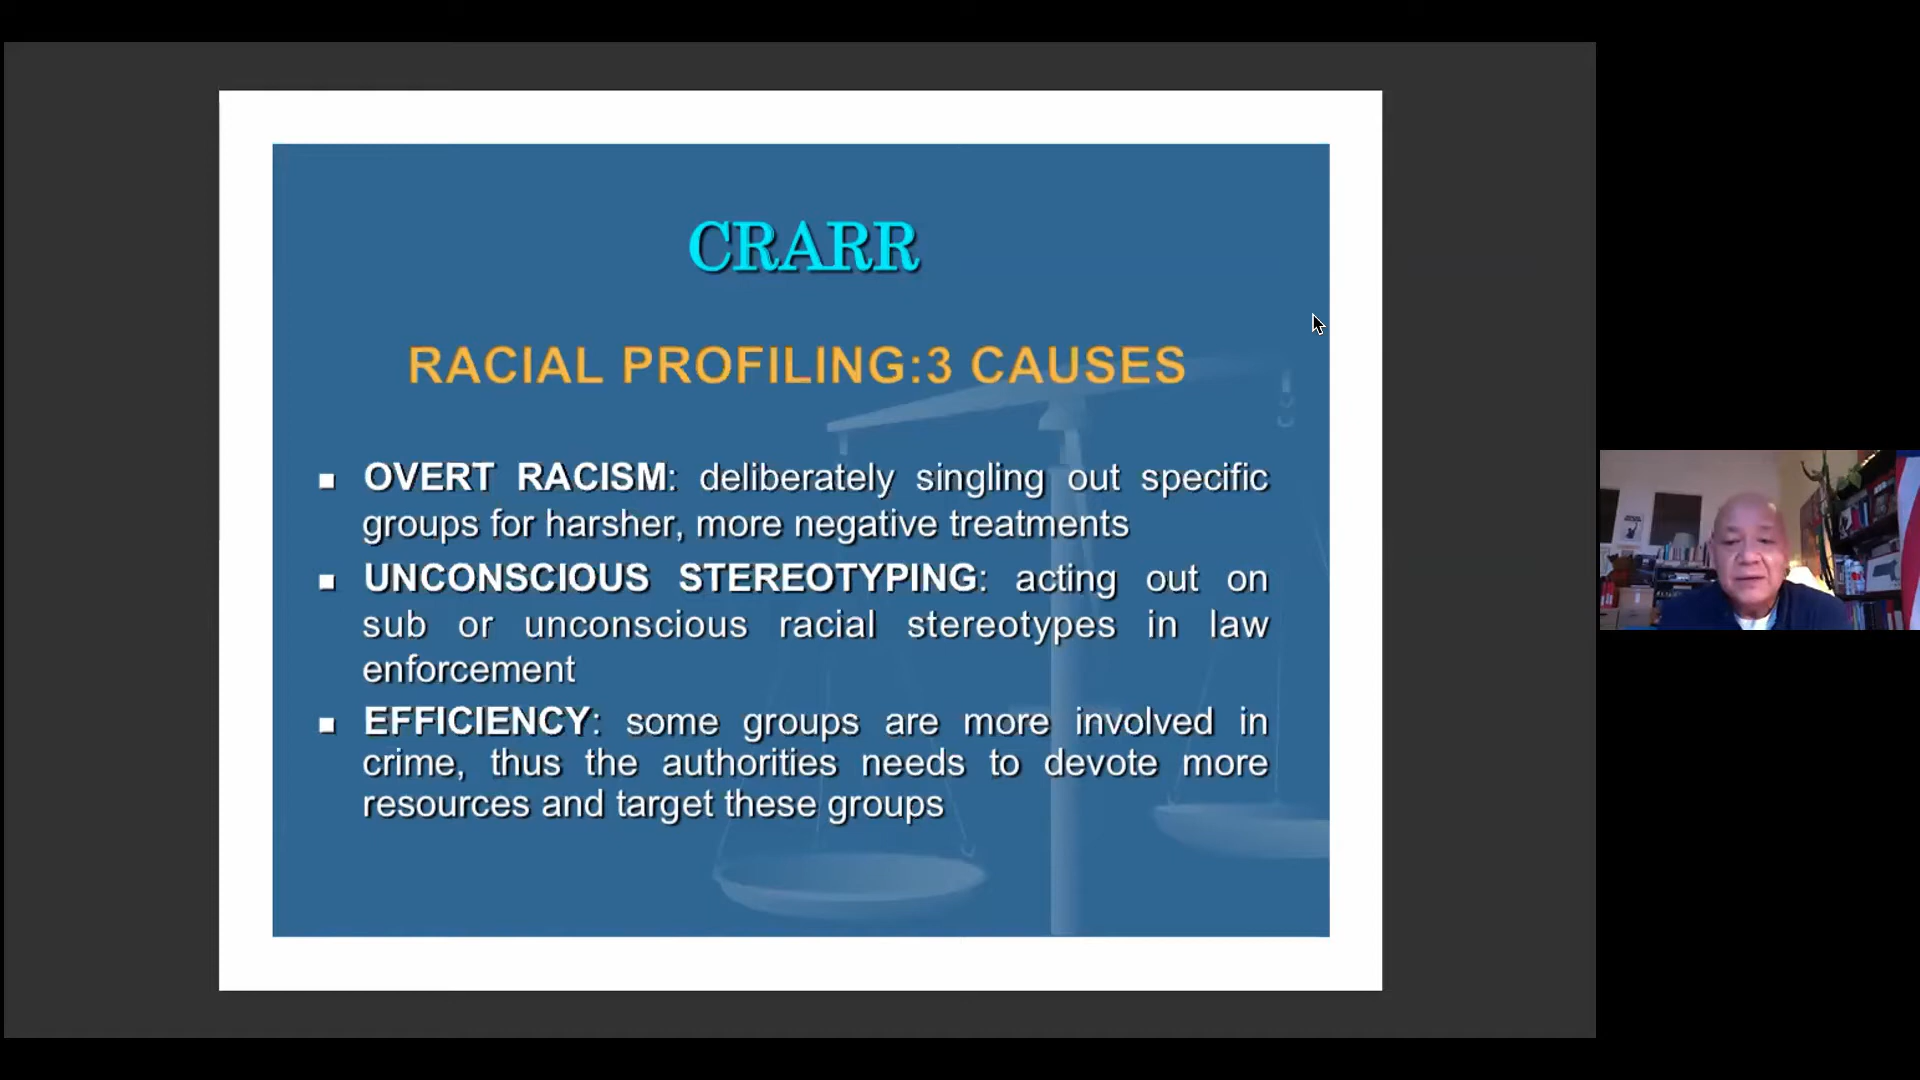 CRARR
RACIAL PROFILING:3 CAUSES
▪ OVERT RACISM: deliberately singling out specific
groups for harsher, more negative treatments
▪ UNCONSCIOUS STEREOTYPING: acting out on
sub or unconscious racial stereotypes in law
enforcement
▪ EFFICIENCY: some groups are more involved in
crime, thus the authorities needs to devote more
resources and target these groups